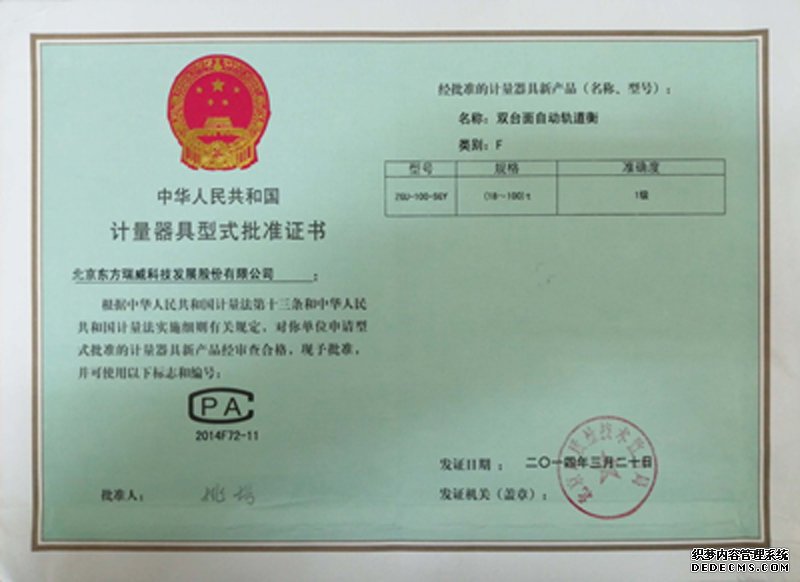 中华人民共和国
计量器具型式批准证书
北京东方瑞威科技发展股份有限公司:
根据中华人民共和国计量法第十三条和中华人民
共和国计量法实施细则有关规定,对你单位申请型
式批准的计量器具新产品经审查合格,现予批准,
并可使用以下标志和编号:
CPA
2014F72-11
批准人:
经批准的计量器具新产品(名称、型号):
名称:双台面自动轨道衡
类别:F
型号 规格 准确度
ZGU-100-SGY (18~100)t 1级
发证日期: 二〇一四年三月二十日
发证机关(盖章):
织梦内容管理系统
DEDECMS.COM